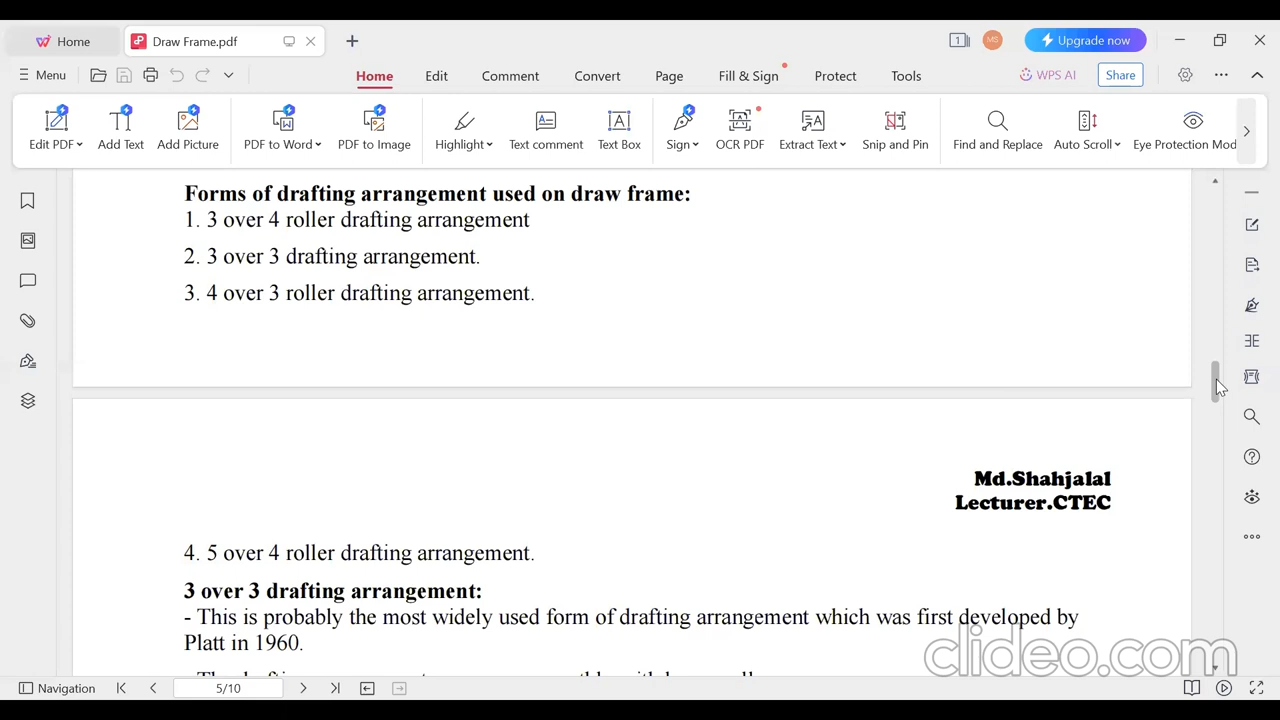 Home
Draw Frame.pdf
1
MS
Upgrade now
Menu
Home
Edit
Comment
Convert
Page
Fill & Sign
Protect
Tools
WPS AI
Share
Edit PDF
Add Text
Add Picture
PDF to Word
PDF to Image
Highlight
Text comment
Text Box
Sign
OCR PDF
Extract Text
Snip and Pin
Find and Replace
Auto Scroll
Eye Protection Mod
Forms of drafting arrangement used on draw frame:
1. 3 over 4 roller drafting arrangement
2. 3 over 3 drafting arrangement.
3. 4 over 3 roller drafting arrangement.
Md.Shahjalal
Lecturer.CTEC
4. 5 over 4 roller drafting arrangement.
3 over 3 drafting arrangement:
- This is probably the most widely used form of drafting arrangement which was first developed by
Platt in 1960.
clideo.com
Navigation
5/10